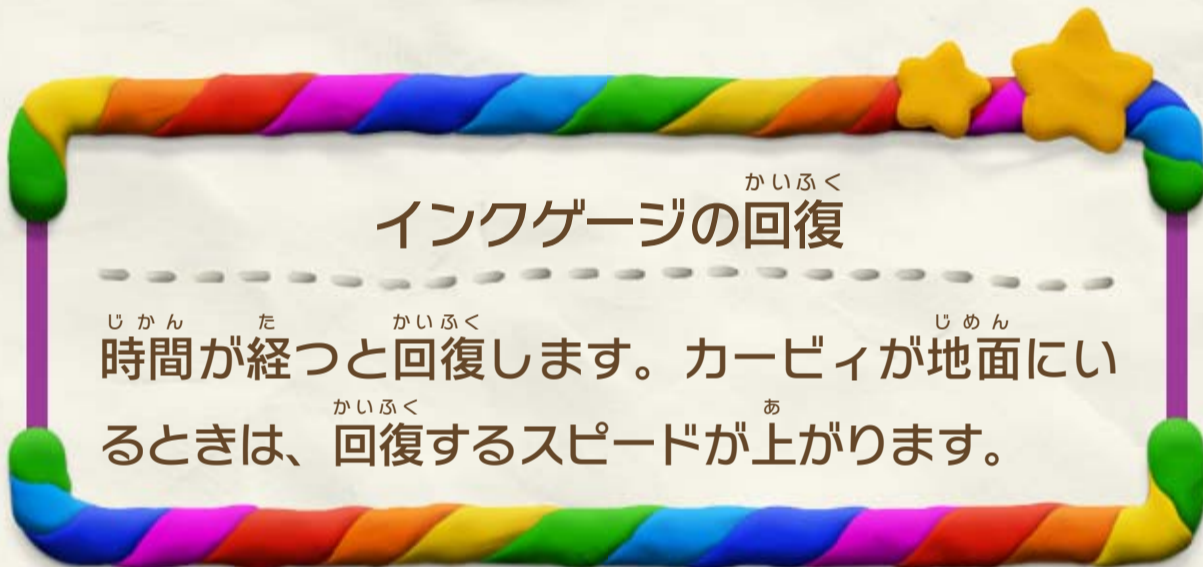 インクゲージの回復
時間が経つと回復します。カービィが地面にい
るときは、回復するスピードが上がります。